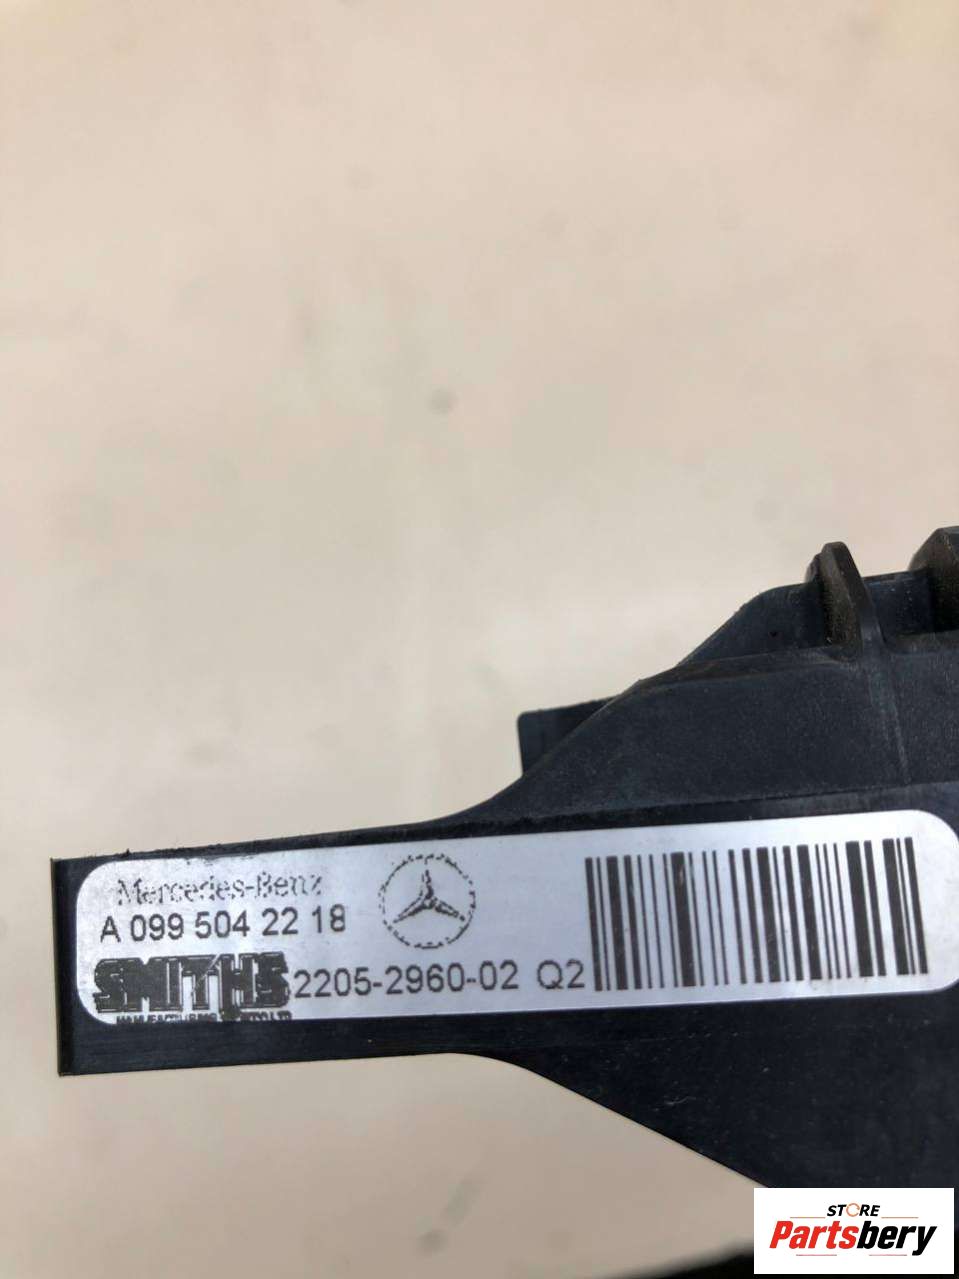 Mercedes-Benz
A 099 504 22 18
SMITHS 2205-2960-02 Q2
STORE
Partsbery